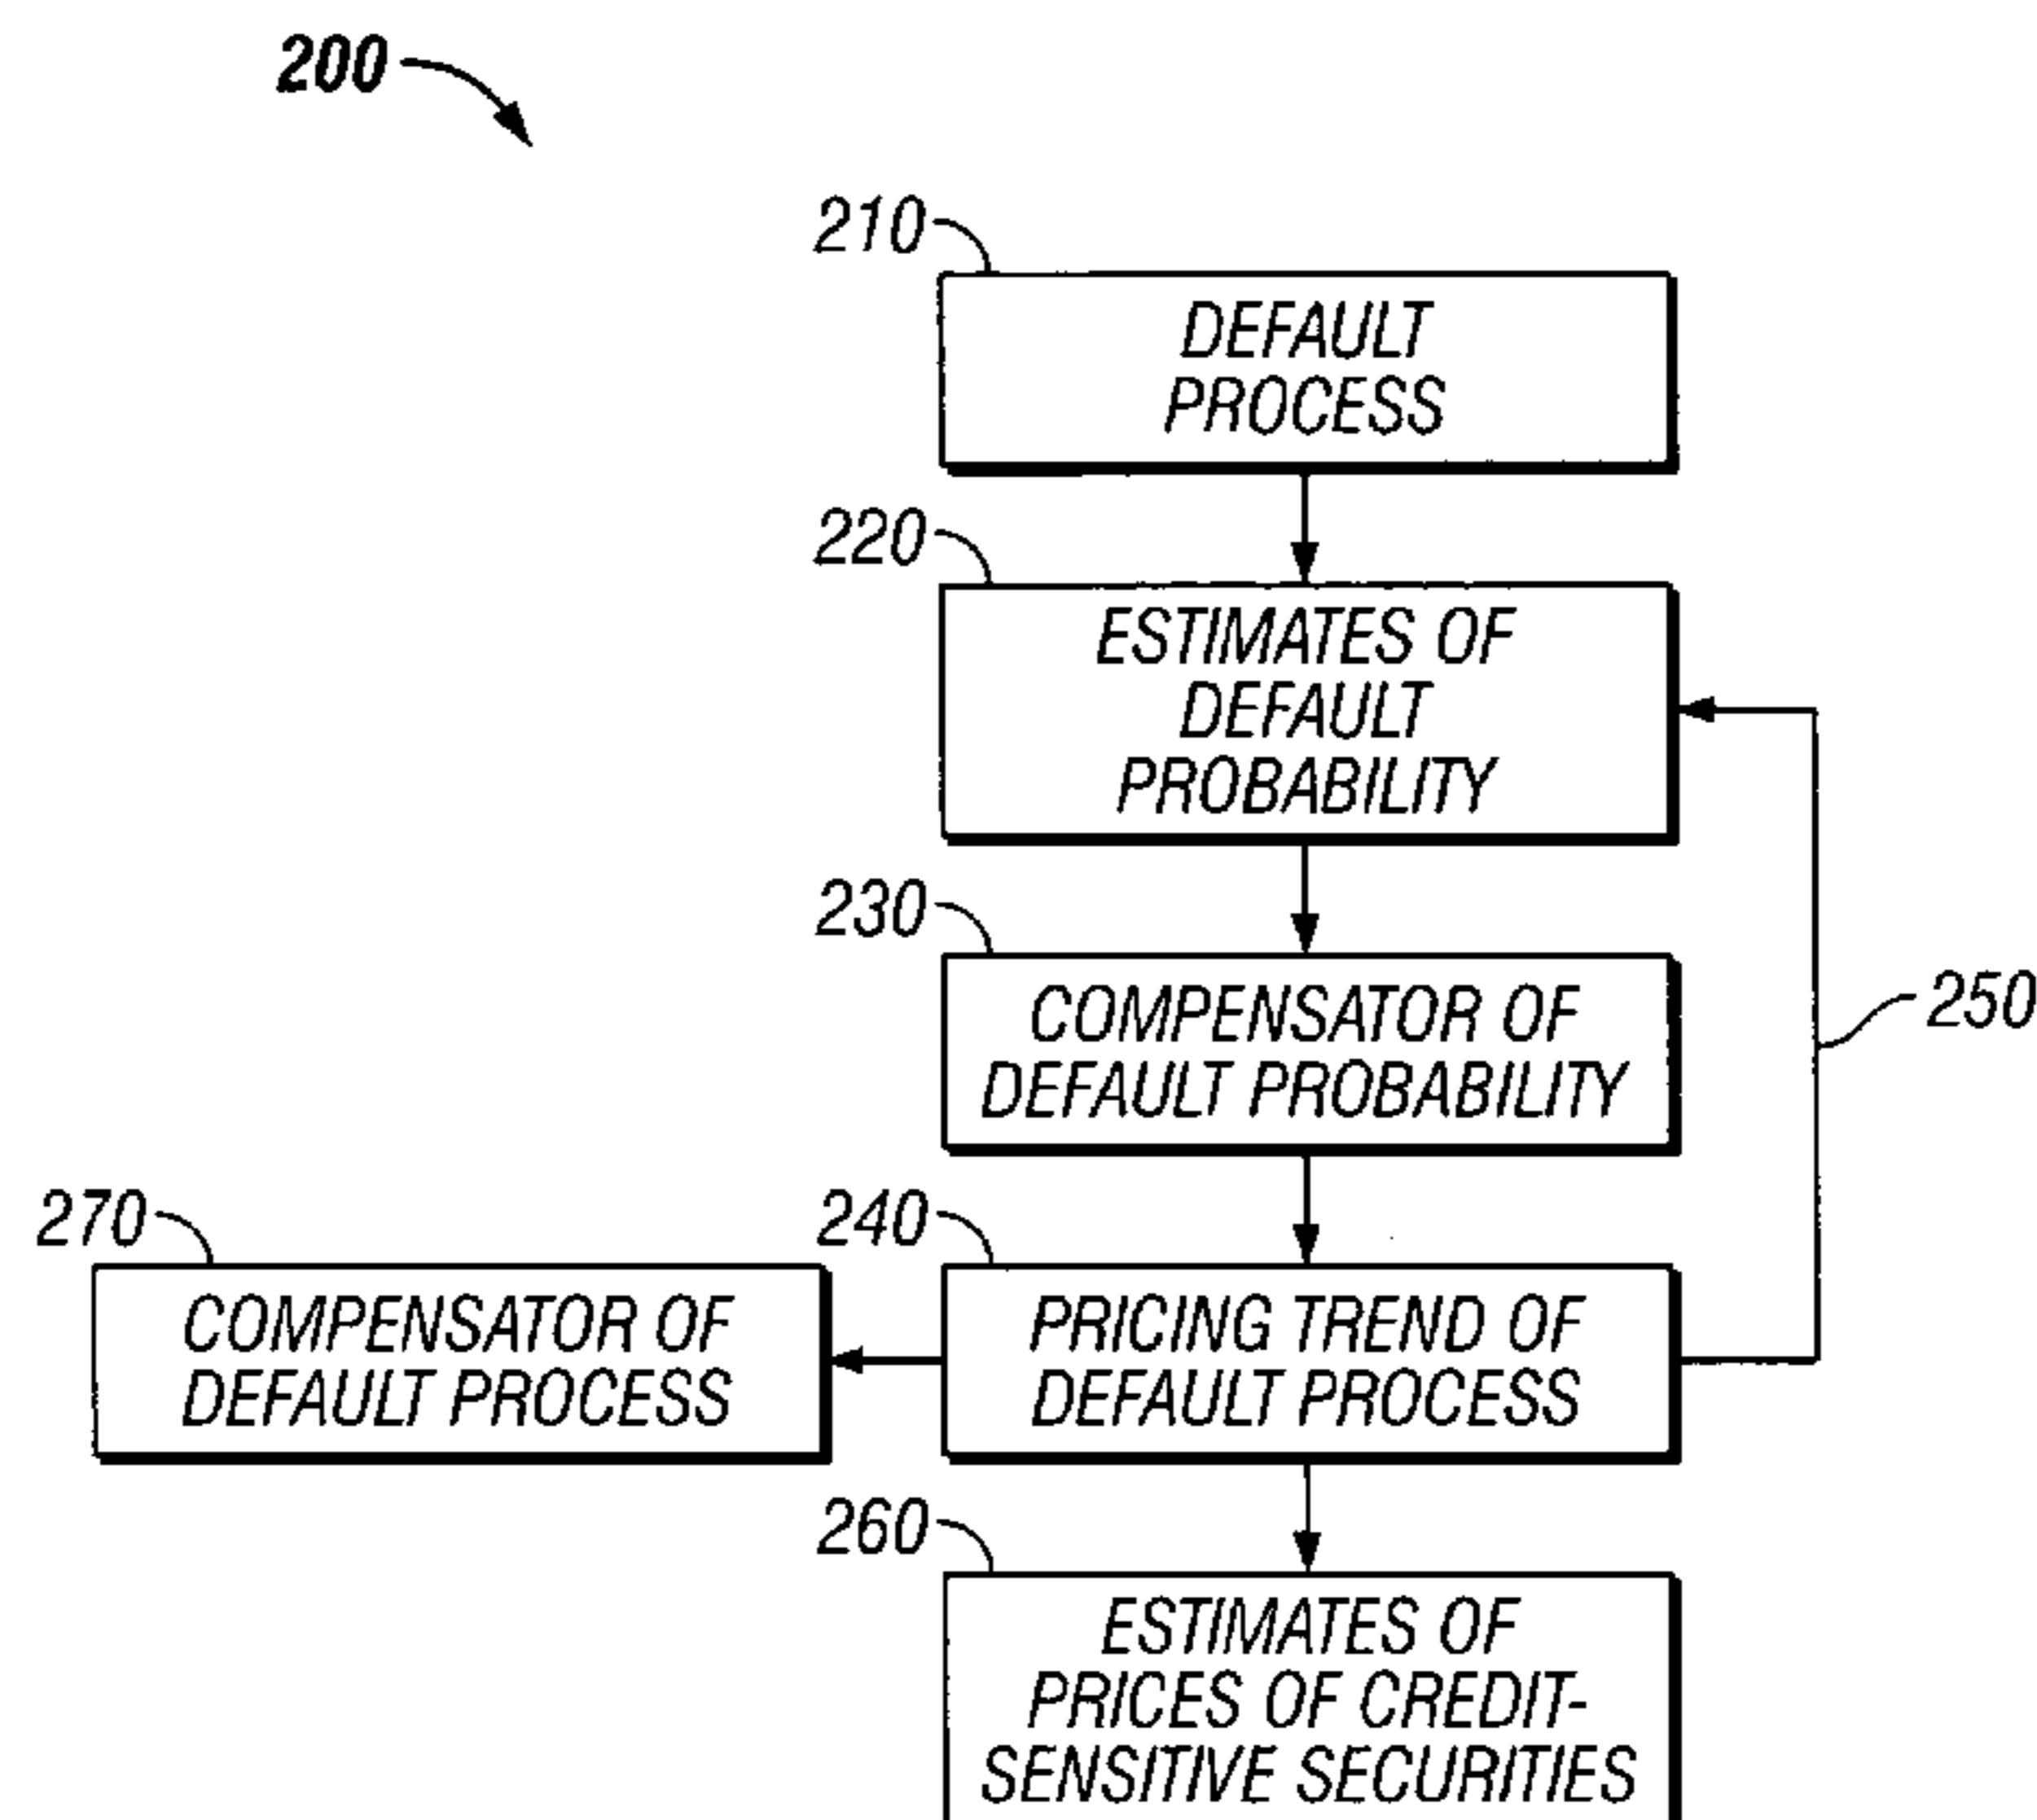 200
210
DEFAULT
PROCESS
220
ESTIMATES OF
DEFAULT
PROBABILITY
230
COMPENSATOR OF
DEFAULT PROBABILITY
250
270
COMPENSATOR OF
DEFAULT PROCESS
240
PRICING TREND OF
DEFAULT PROCESS
260
ESTIMATES OF
PRICES OF CREDIT-
SENSITIVE SECURITIES